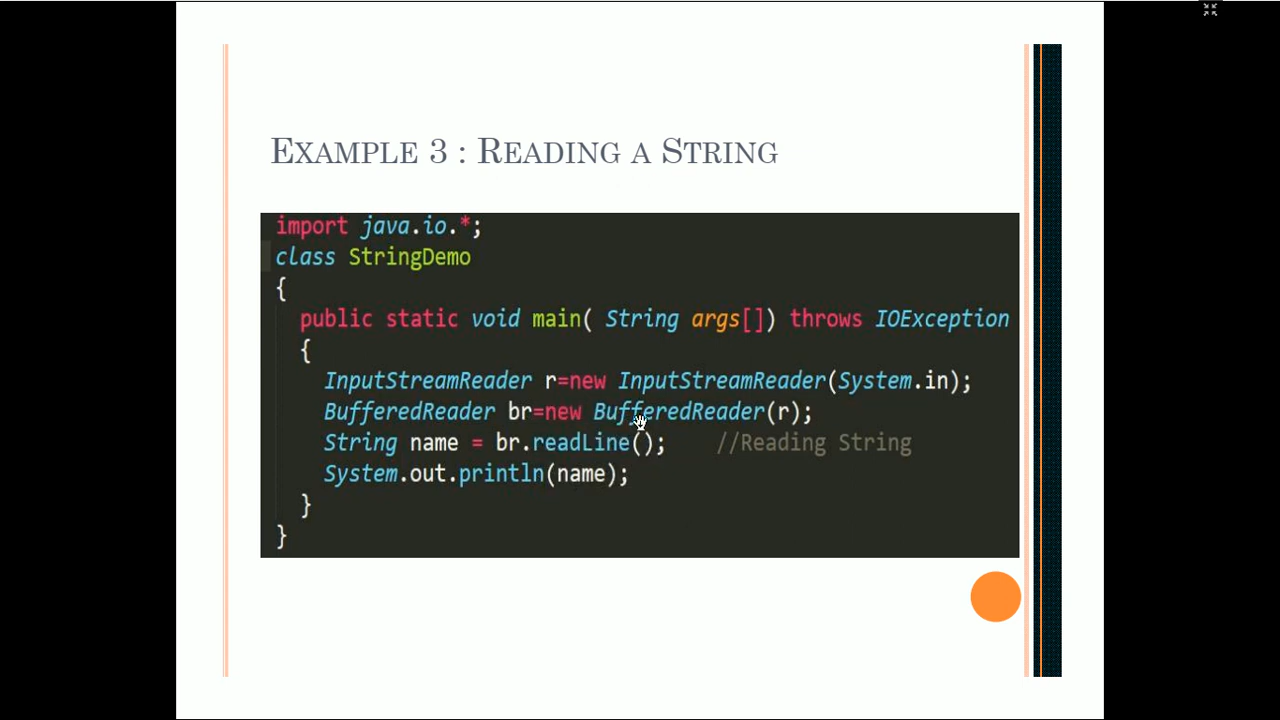 EXAMPLE 3 : READING A STRING
import java.io.*;
class StringDemo
{
public static void main( String args[]) throws IOException
{
InputStreamReader r=new InputStreamReader(System.in);
BufferedReader br=new BufferedReader(r);
String name = br.readLine(); //Reading String
System.out.println(name);
}
}